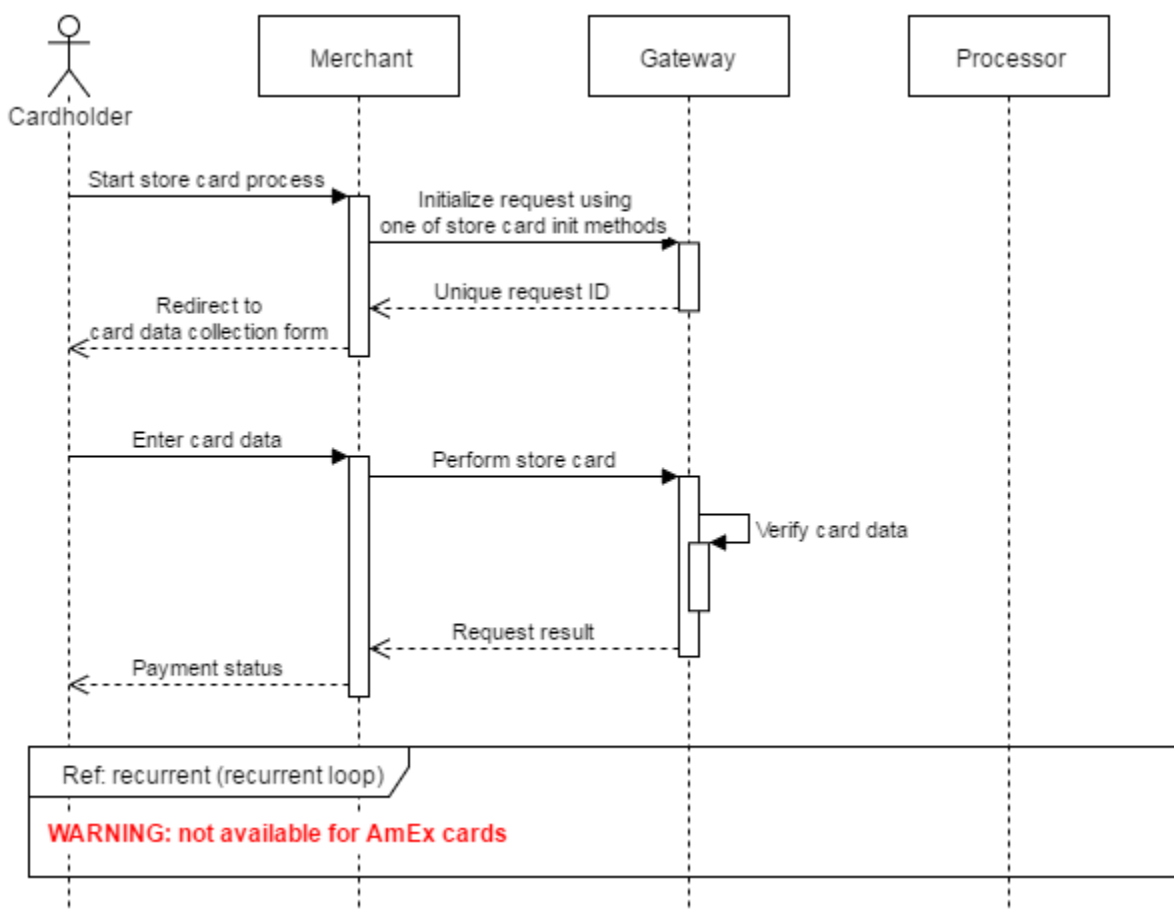 Cardholder
Merchant
Gateway
Processor
Start store card process
Initialize request using
one of store card init methods
Unique request ID
Redirect to
card data collection form
Enter card data
Perform store card
Verify card data
Request result
Payment status
Ref: recurrent (recurrent loop)
WARNING: not available for AmEx cards